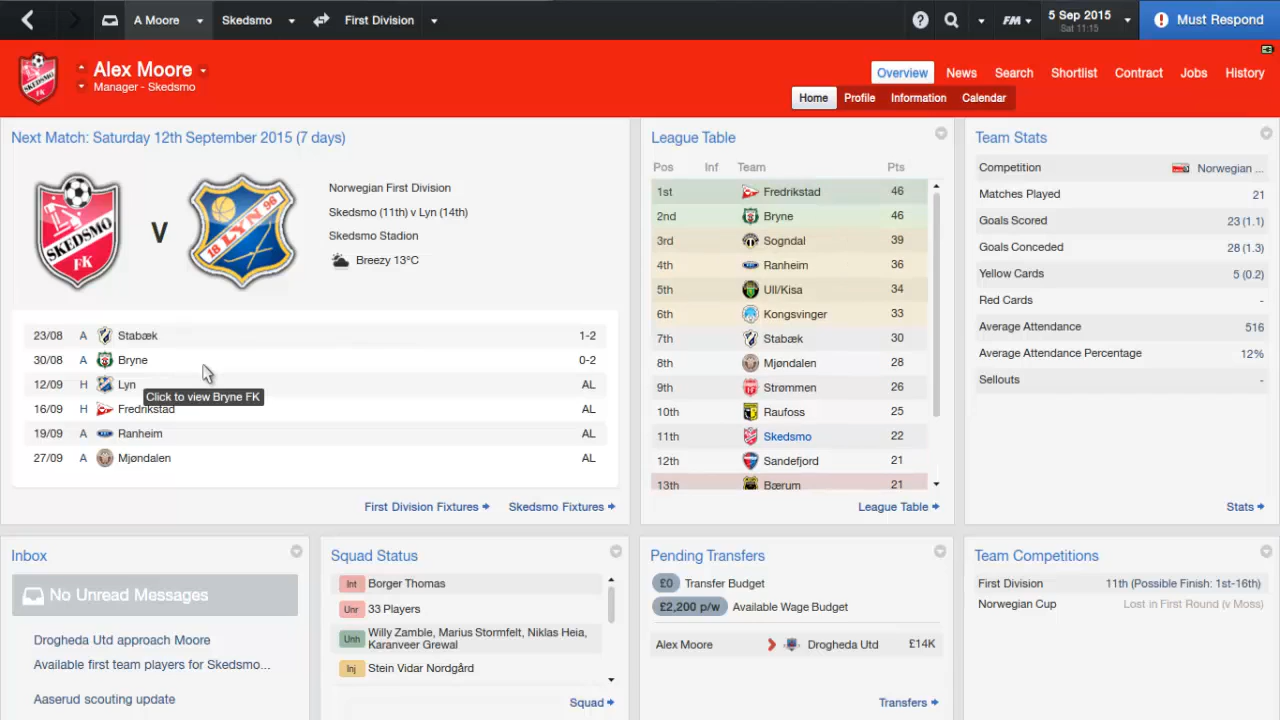 A Moore Skedsmo First Division ? FM 5 Sep 2015 Sat 11:15 Must Respond
Alex Moore
Manager - Skedsmo
Overview News Search Shortlist Contract Jobs History
Home Profile Information Calendar
Next Match: Saturday 12th September 2015 (7 days)
SKEDSMO FK
V
18 LYN 96
Norwegian First Division
Skedsmo (11th) v Lyn (14th)
Skedsmo Stadion
Breezy 13°C
23/08 A Stabæk 1-2
30/08 A Bryne 0-2
12/09 H Lyn AL
Click to view Bryne FK
16/09 H Fredrikstad AL
19/09 A Ranheim AL
27/09 A Mjøndalen AL
First Division Fixtures Skedsmo Fixtures
League Table
Pos Inf Team Pts
1st Fredrikstad 46
2nd Bryne 46
3rd Sogndal 39
4th Ranheim 36
5th Ull/Kisa 34
6th Kongsvinger 33
7th Stabæk 30
8th Mjøndalen 28
9th Strømmen 26
10th Raufoss 25
11th Skedsmo 22
12th Sandefjord 21
13th Bærum 21
League Table
Team Stats
Competition Norwegian ...
Matches Played 21
Goals Scored 23 (1.1)
Goals Conceded 28 (1.3)
Yellow Cards 5 (0.2)
Red Cards -
Average Attendance 516
Average Attendance Percentage 12%
Sellouts -
Stats
Inbox
No Unread Messages
Drogheda Utd approach Moore
Available first team players for Skedsmo...
Aaserud scouting update
Squad Status
Int Borger Thomas
Unr 33 Players
Unh Willy Zamble, Marius Stormfelt, Niklas Heia,
Karanveer Grewal
Inj Stein Vidar Nordgård
Squad
Pending Transfers
£0 Transfer Budget
£2,200 p/w Available Wage Budget
Alex Moore Drogheda Utd £14K
Transfers
Team Competitions
First Division 11th (Possible Finish: 1st-16th)
Norwegian Cup Lost in First Round (v Moss)